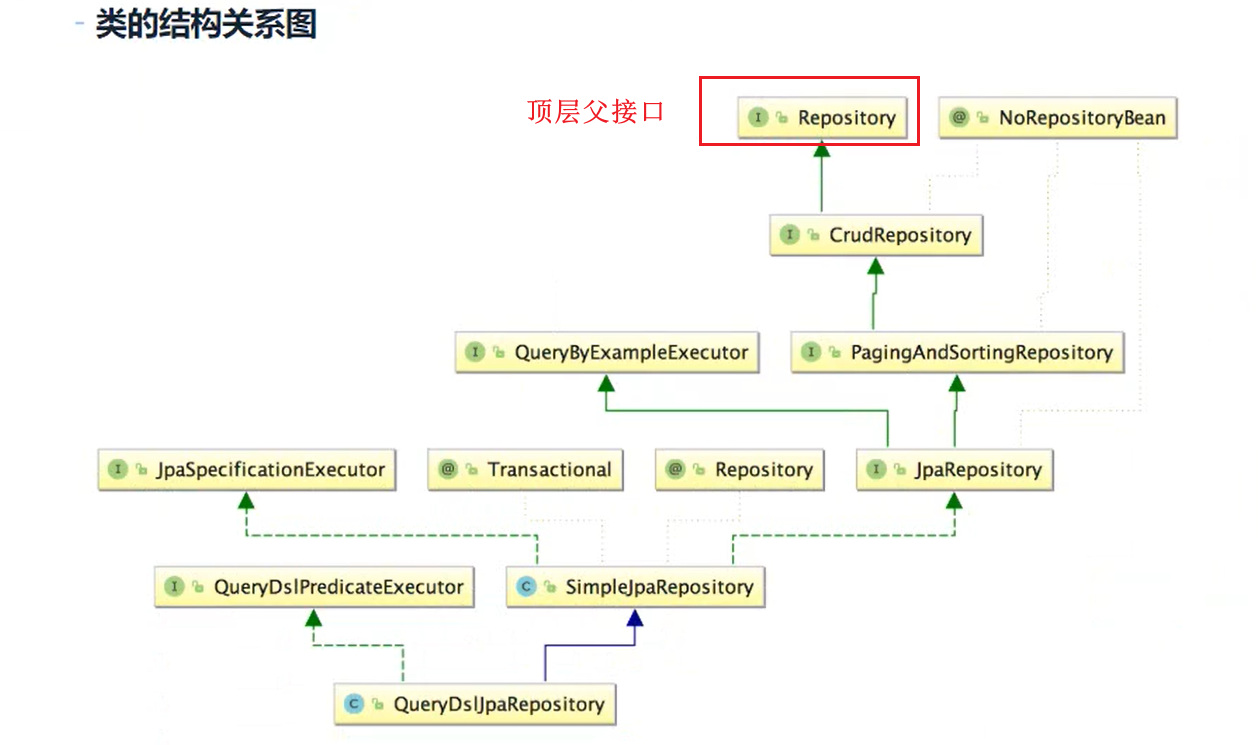 - 类的结构关系图
顶层父接口
I Repository
@ NoRepositoryBean
I CrudRepository
I QueryByExampleExecutor
I PagingAndSortingRepository
I JpaSpecificationExecutor
@ Transactional
@ Repository
I JpaRepository
I QueryDslPredicateExecutor
C SimpleJpaRepository
C QueryDslJpaRepository